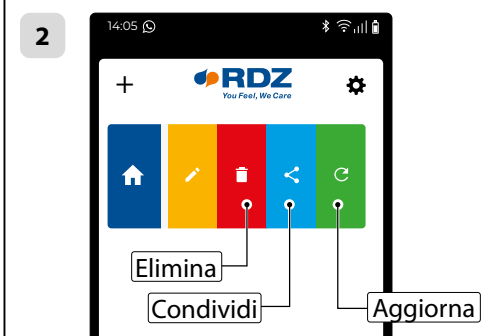 2
14:05
RDZ
You Feel, We Care
Elimina
Condividi
Aggiorna